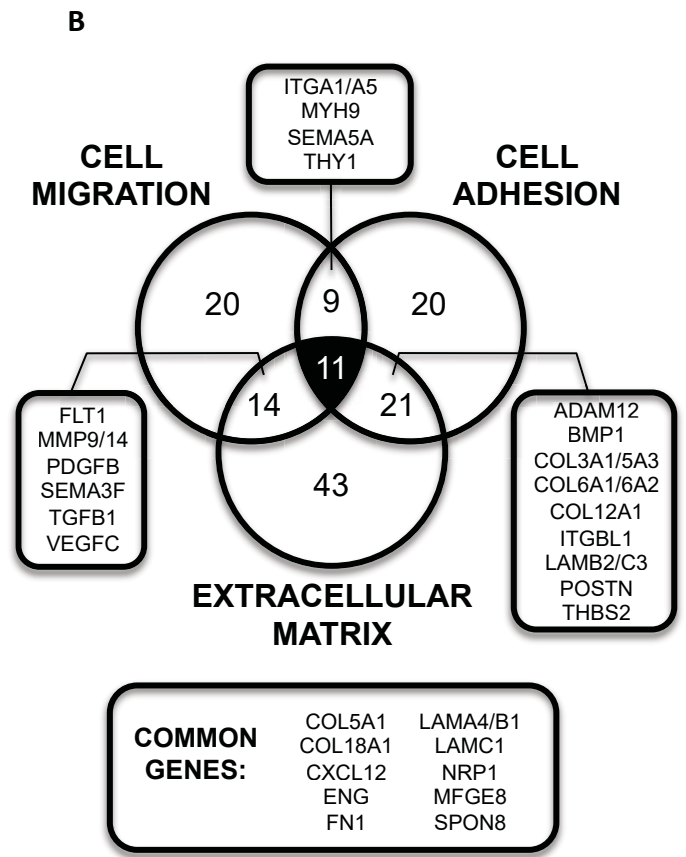 B
ITGA1/A5
MYH9
SEMA5A
THY1
CELL
MIGRATION
CELL
ADHESION
20
9
20
11
14
21
43
FLT1
MMP9/14
PDGFB
SEMA3F
TGFB1
VEGFC
ADAM12
BMP1
COL3A1/5A3
COL6A1/6A2
COL12A1
ITGBL1
LAMB2/C3
POSTN
THBS2
EXTRACELLULAR
MATRIX
COMMON
GENES:
COL5A1
COL18A1
CXCL12
ENG
FN1
LAMA4/B1
LAMC1
NRP1
MFGE8
SPON8